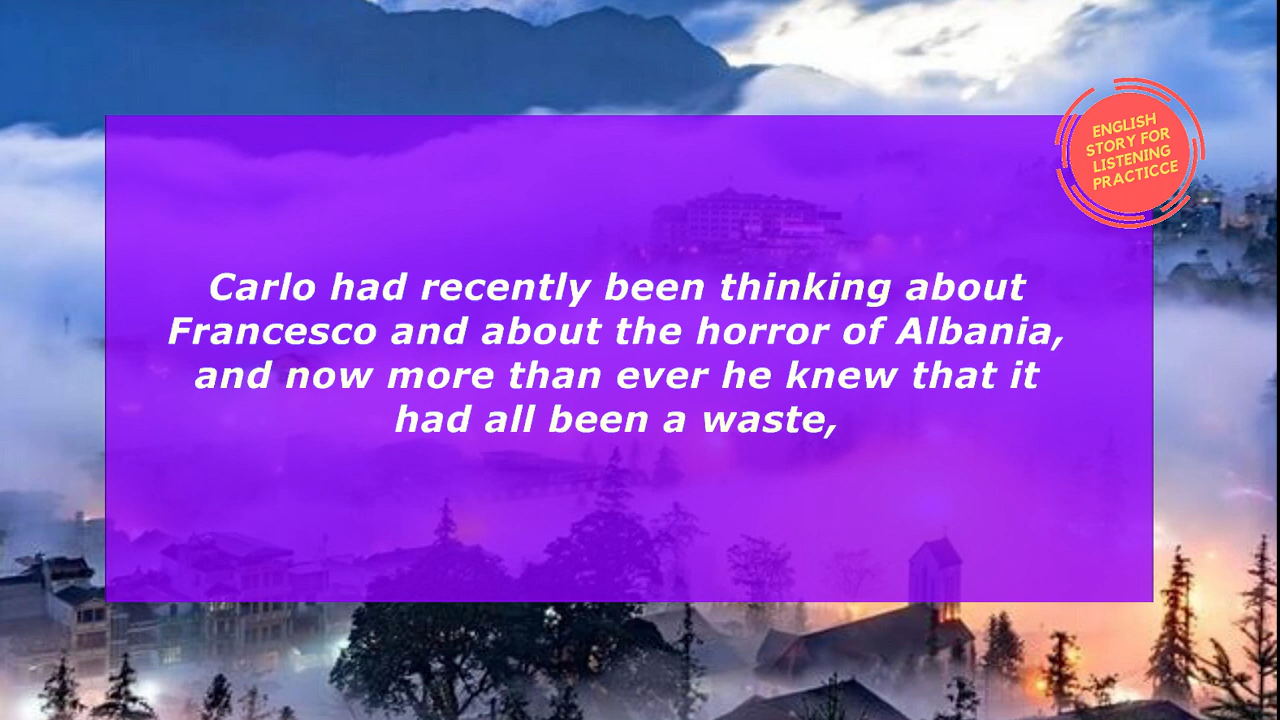 ENGLISH
STORY FOR
LISTENING
PRACTICCE
Carlo had recently been thinking about
Francesco and about the horror of Albania,
and now more than ever he knew that it
had all been a waste,